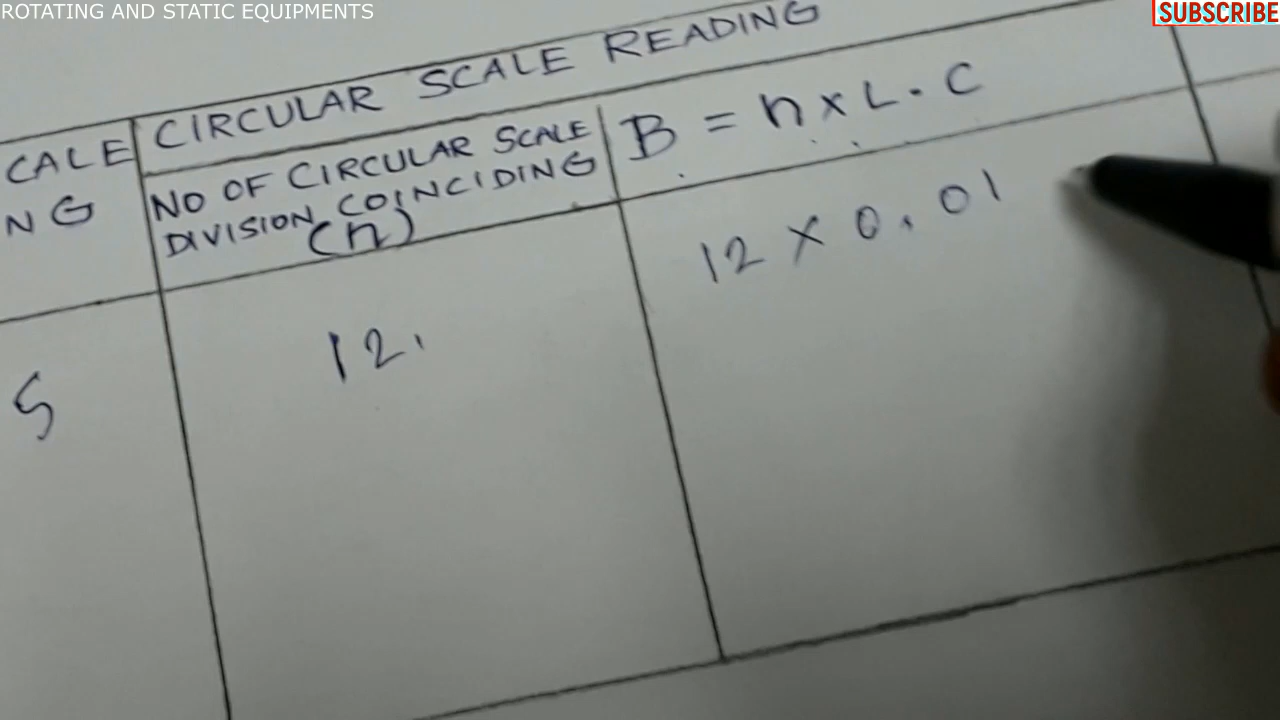 ROTATING AND STATIC EQUIPMENTS
SUBSCRIBE
CALE
NG
CIRCULAR SCALE READING
NO OF CIRCULAR SCALE
DIVISION COINCIDING
(n)
B = n x L. C
5
12.
12 X 0.01